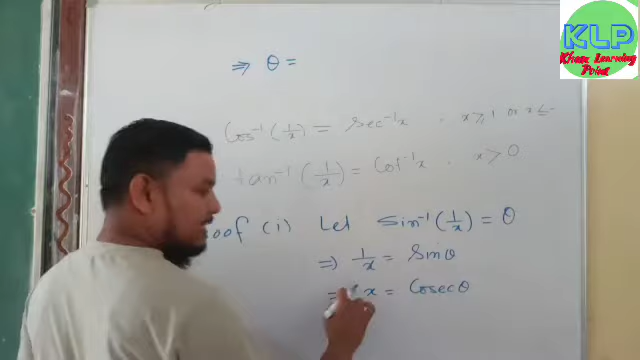 KLP
Khan Learning
Point
⇒ θ =
Cos⁻¹(1/x) = Sec⁻¹x . x ≥ 1 or x ≤ -
tan⁻¹(1/x) = Cot⁻¹x . x > 0
oof (i) Let Sin⁻¹(1/x) = θ
⇒ 1/x = Sinθ
x = Cosecθ